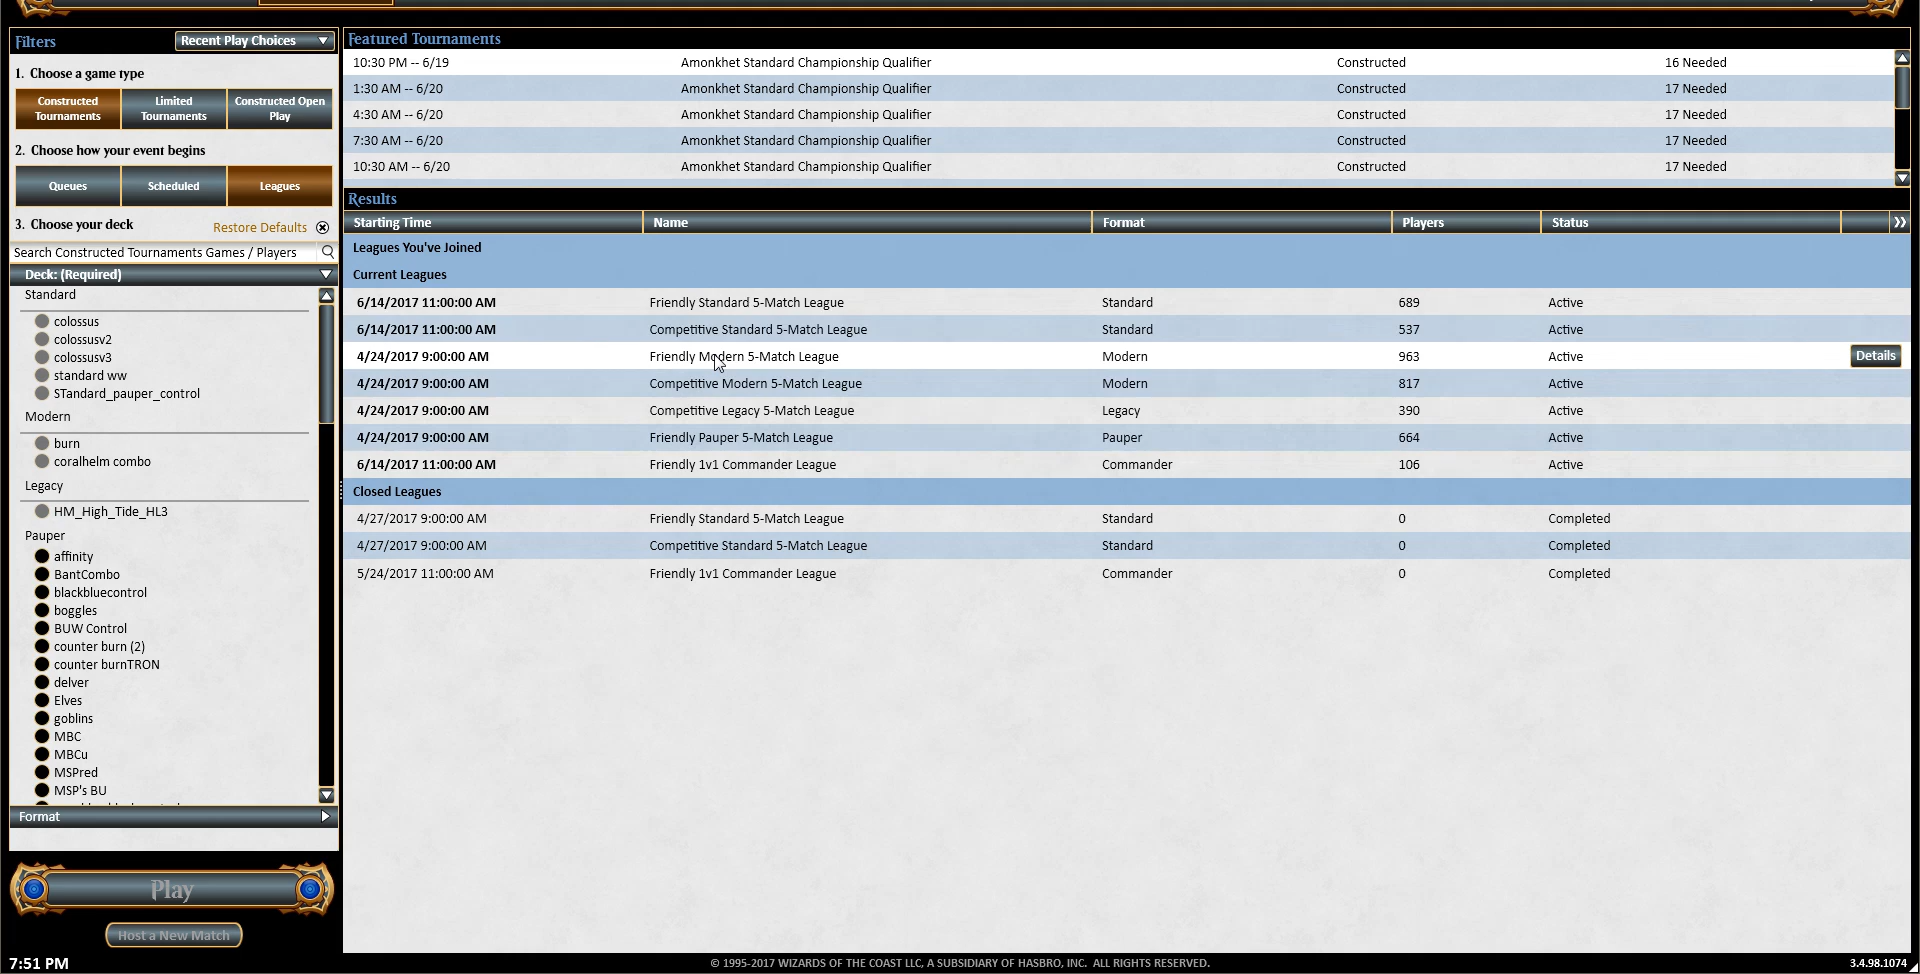 Filters
Recent Play Choices
1. Choose a game type
Constructed Tournaments
Limited Tournaments
Constructed Open Play
2. Choose how your event begins
Queues
Scheduled
Leagues
3. Choose your deck
Restore Defaults
Search Constructed Tournaments Games / Players
Deck: (Required)
Standard
colossus
colossusv2
colossusv3
standard ww
STandard_pauper_control
Modern
burn
coralhelm combo
Legacy
HM_High_Tide_HL3
Pauper
affinity
BantCombo
blackbluecontrol
boggles
BUW Control
counter burn (2)
counter burnTRON
delver
Elves
goblins
MBC
MBCu
MSPred
MSP's BU
Format
Play
Host a New Match
7:51 PM
Featured Tournaments
10:30 PM -- 6/19 Amonkhet Standard Championship Qualifier Constructed 16 Needed
1:30 AM -- 6/20 Amonkhet Standard Championship Qualifier Constructed 17 Needed
4:30 AM -- 6/20 Amonkhet Standard Championship Qualifier Constructed 17 Needed
7:30 AM -- 6/20 Amonkhet Standard Championship Qualifier Constructed 17 Needed
10:30 AM -- 6/20 Amonkhet Standard Championship Qualifier Constructed 17 Needed
Results
Starting Time Name Format Players Status
Leagues You've Joined
Current Leagues
6/14/2017 11:00:00 AM Friendly Standard 5-Match League Standard 689 Active
6/14/2017 11:00:00 AM Competitive Standard 5-Match League Standard 537 Active
4/24/2017 9:00:00 AM Friendly Modern 5-Match League Modern 963 Active Details
4/24/2017 9:00:00 AM Competitive Modern 5-Match League Modern 817 Active
4/24/2017 9:00:00 AM Competitive Legacy 5-Match League Legacy 390 Active
4/24/2017 9:00:00 AM Friendly Pauper 5-Match League Pauper 664 Active
6/14/2017 11:00:00 AM Friendly 1v1 Commander League Commander 106 Active
Closed Leagues
4/27/2017 9:00:00 AM Friendly Standard 5-Match League Standard 0 Completed
4/27/2017 9:00:00 AM Competitive Standard 5-Match League Standard 0 Completed
5/24/2017 11:00:00 AM Friendly 1v1 Commander League Commander 0 Completed
© 1995-2017 WIZARDS OF THE COAST LLC, A SUBSIDIARY OF HASBRO, INC. ALL RIGHTS RESERVED.
3.4.98.1074